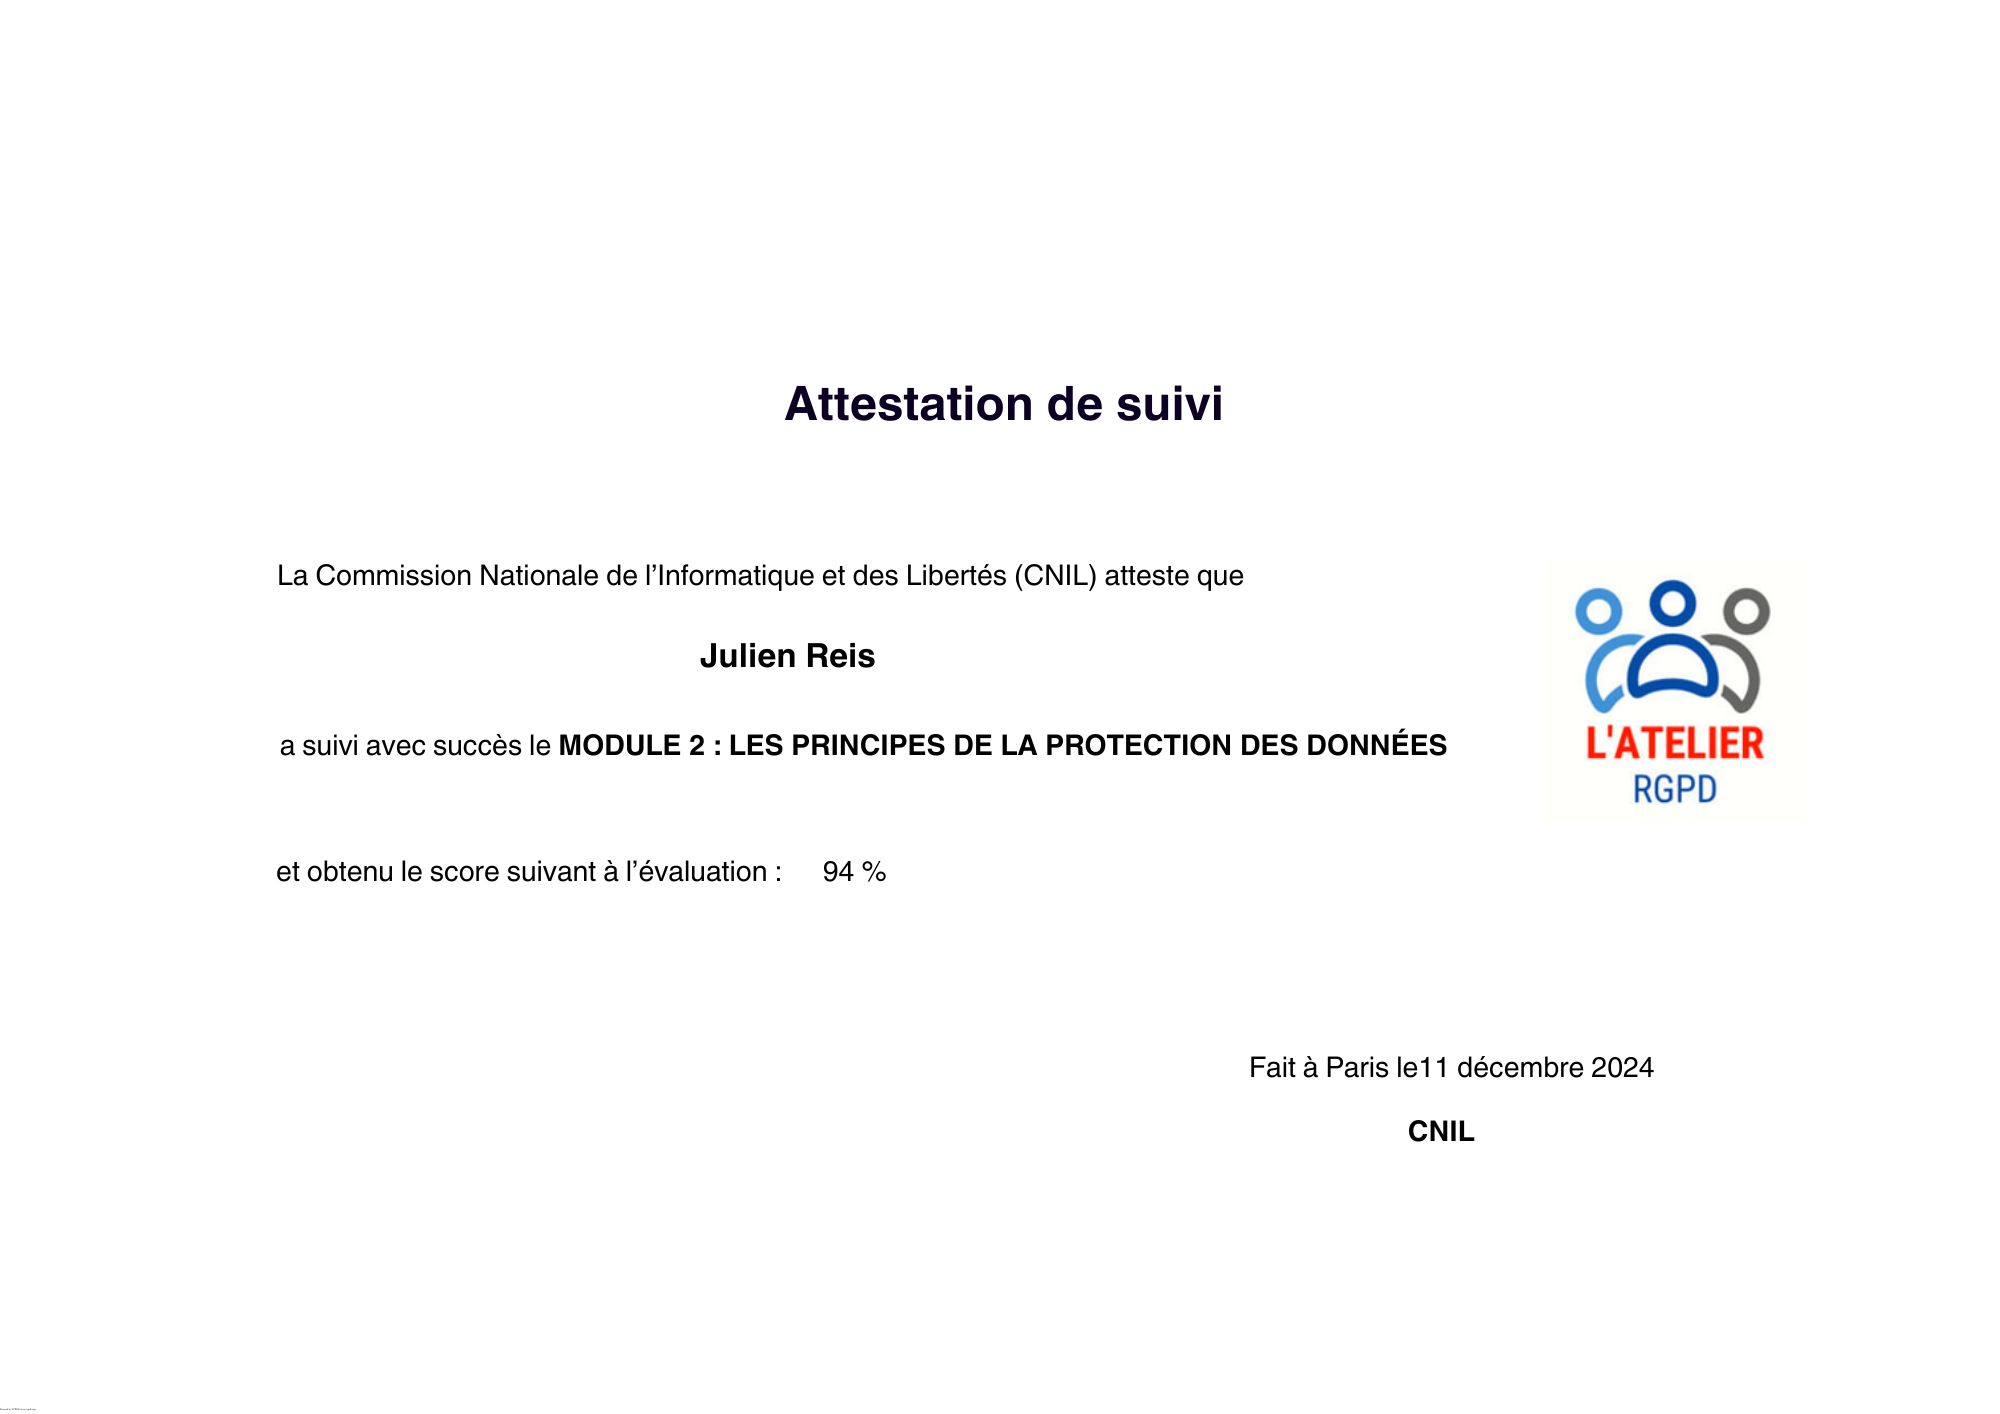 Attestation de suivi
La Commission Nationale de l’Informatique et des Libertés (CNIL) atteste que
Julien Reis
a suivi avec succès le MODULE 2 : LES PRINCIPES DE LA PROTECTION DES DONNÉES
L'ATELIER
RGPD
et obtenu le score suivant à l’évaluation : 94 %
Fait à Paris le11 décembre 2024
CNIL